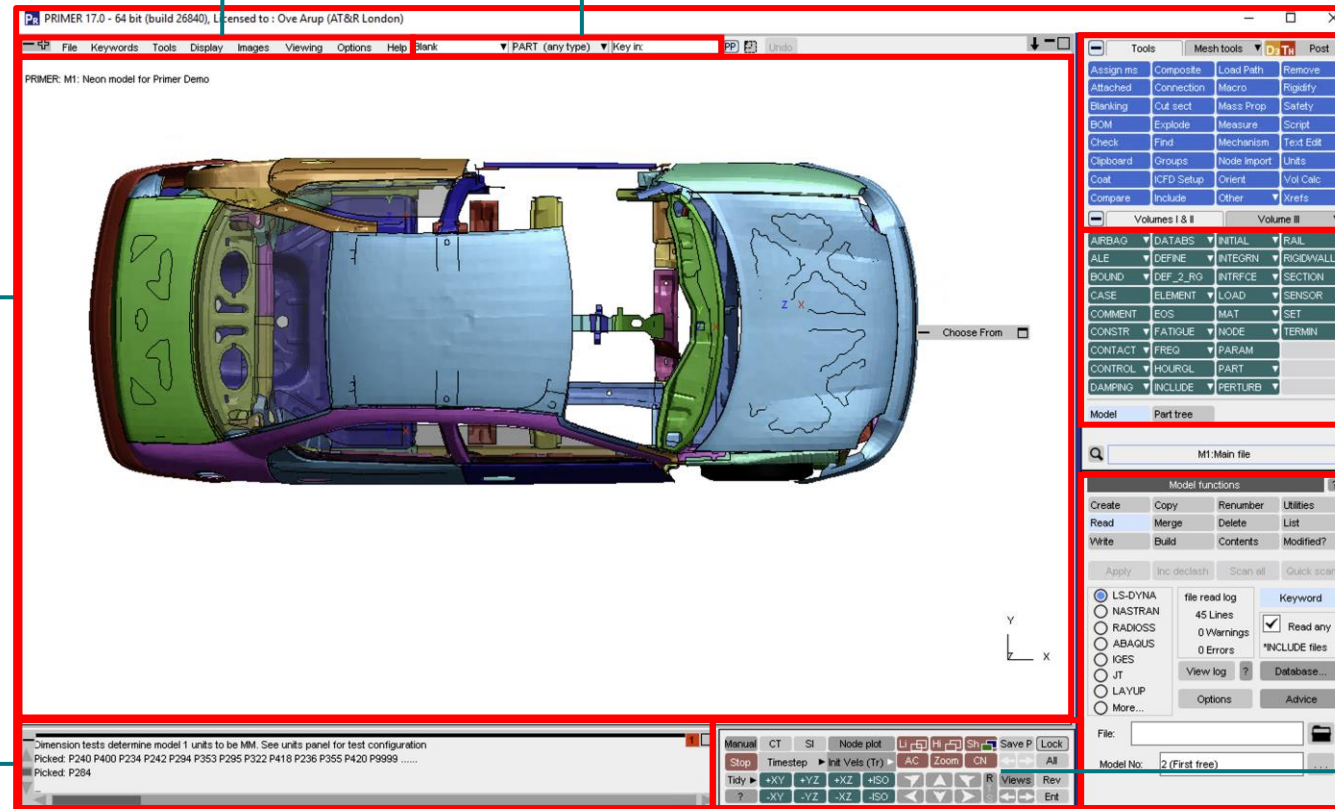 PRIMER 17.0 - 64 bit (build 26840), Licensed to : Ove Arup (AT&R London)
File Keywords Tools Display Images Viewing Options Help Blank PART (any type) Key in: PP Undo
PRIMER: M1: Neon model for Primer Demo
Z X
X
Y
X
X
Choose From
Y
Z X
Tools Mesh tools D3 TH Post
Assign ms Composite Load Path Remove
Attached Connection Macro Rigidify
Blanking Cut sect Mass Prop Safety
BOM Explode Measure Script
Check Find Mechanism Text Edit
Clipboard Groups Node Import Units
Coat ICFD Setup Orient Vol Calc
Compare Include Other Xrefs
Volumes I & II Volume III
AIRBAG DATABS INITIAL RAIL
ALE DEFINE INTEGRN RIGIDWALL
BOUND DEF_2_RG INTRFCE SECTION
CASE ELEMENT LOAD SENSOR
COMMENT EOS MAT SET
CONSTR FATIGUE NODE TERMIN
CONTACT FREQ PARAM
CONTROL HOURGL PART
DAMPING INCLUDE PERTURB
Model Part tree
M1:Main file
Model functions ?
Create Copy Renumber Utilities
Read Merge Delete List
Write Build Contents Modified?
Apply Inc declash Scan all Quick scan
LS-DYNA file read log Keyword
NASTRAN 45 Lines
RADIOSS 0 Warnings Read any
ABAQUS 0 Errors *INCLUDE files
IGES
JT View log ? Database...
LAYUP
More... Options Advice
File:
Model No: 2 (First free) ...
Dimension tests determine model 1 units to be MM. See units panel for test configuration
Picked: P240 P400 P234 P242 P294 P353 P295 P322 P418 P236 P355 P420 P9999 ......
Picked: P284
1
Manual CT SI Node plot Li Hi Sh Save P Lock
Stop Timestep Init Vels (Tr) AC Zoom CN All
Tidy +XY +YZ +XZ +ISO R Views Rev
? -XY -YZ -XZ -ISO T S Ent